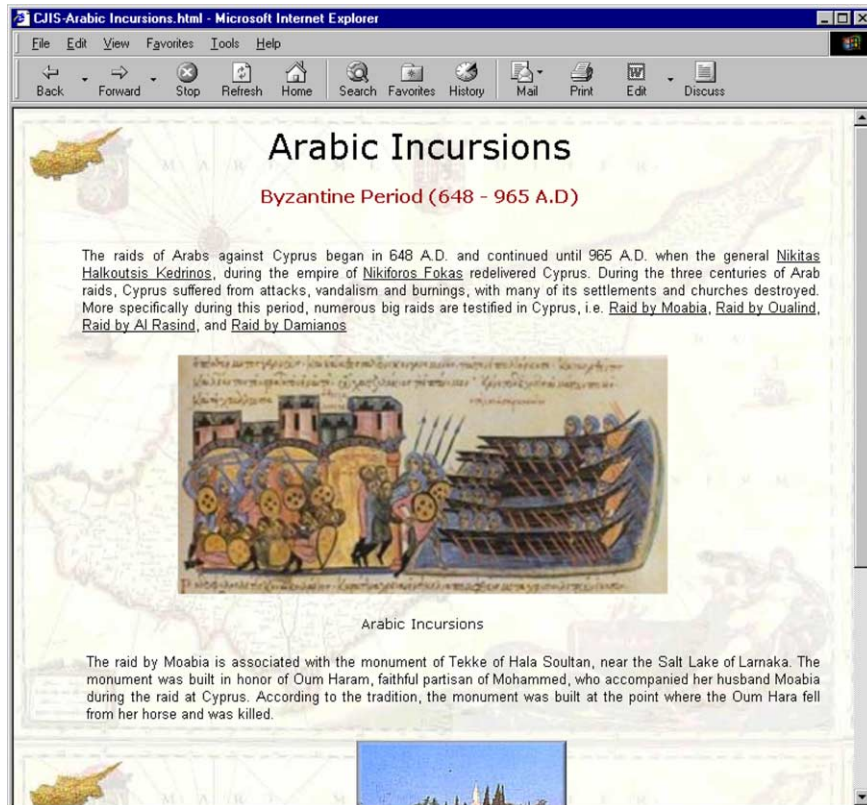 CJIS-Arabic Incursions.html - Microsoft Internet Explorer
File Edit View Favorites Tools Help
Back Forward Stop Refresh Home Search Favorites History Mail Print Edit Discuss
Arabic Incursions
Byzantine Period (648 - 965 A.D)
The raids of Arabs against Cyprus began in 648 A.D. and continued until 965 A.D. when the general Nikitas
Halkoutsis Kedrinos, during the empire of Nikiforos Fokas redelivered Cyprus. During the three centuries of Arab
raids, Cyprus suffered from attacks, vandalism and burnings, with many of its settlements and churches destroyed.
More specifically during this period, numerous big raids are testified in Cyprus, i.e. Raid by Moabia, Raid by Oualind,
Raid by Al Rasind, and Raid by Damianos
Arabic Incursions
The raid by Moabia is associated with the monument of Tekke of Hala Soultan, near the Salt Lake of Larnaka. The
monument was built in honor of Oum Haram, faithful partisan of Mohammed, who accompanied her husband Moabia
during the raid at Cyprus. According to the tradition, the monument was built at the point where the Oum Hara fell
from her horse and was killed.